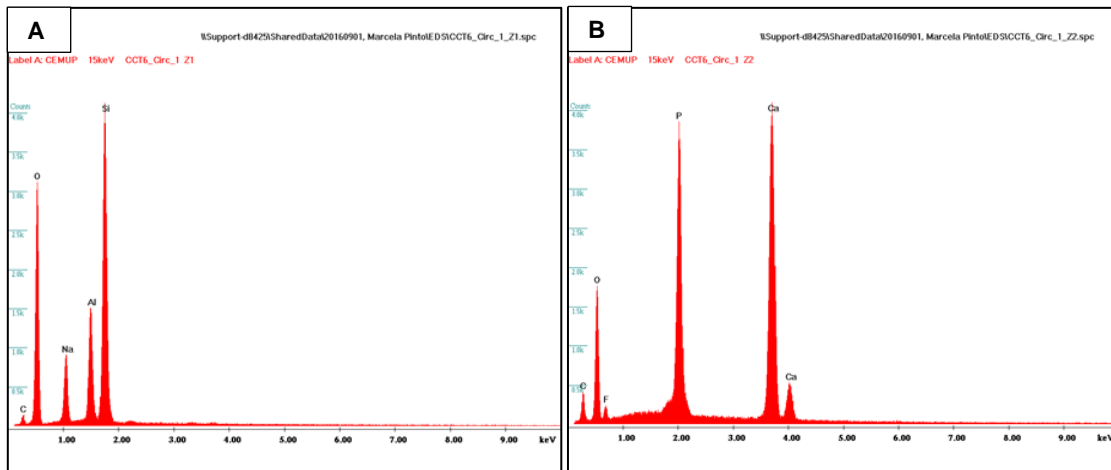 A
\\Support-d8425\SharedData\20160901, Marcela Pinto\EDS\CCT6_Circ_1_Z1.spc
Label A: CEMUP 15keV CCT6_Circ_1 Z1
Counts
4.0k
3.5k
3.0k
2.5k
2.0k
1.5k
1.0k
0.5k
C
O
Na
Al
Si
1.00 2.00 3.00 4.00 5.00 6.00 7.00 8.00 9.00 keV
B
\\Support-d8425\SharedData\20160901, Marcela Pinto\EDS\CCT6_Circ_1_Z2.spc
Label A: CEMUP 15keV CCT6_Circ_1 Z2
Counts
4.0k
3.5k
3.0k
2.5k
2.0k
1.5k
1.0k
0.5k
O
F
P
Ca
Ca
1.00 2.00 3.00 4.00 5.00 6.00 7.00 8.00 9.00 keV